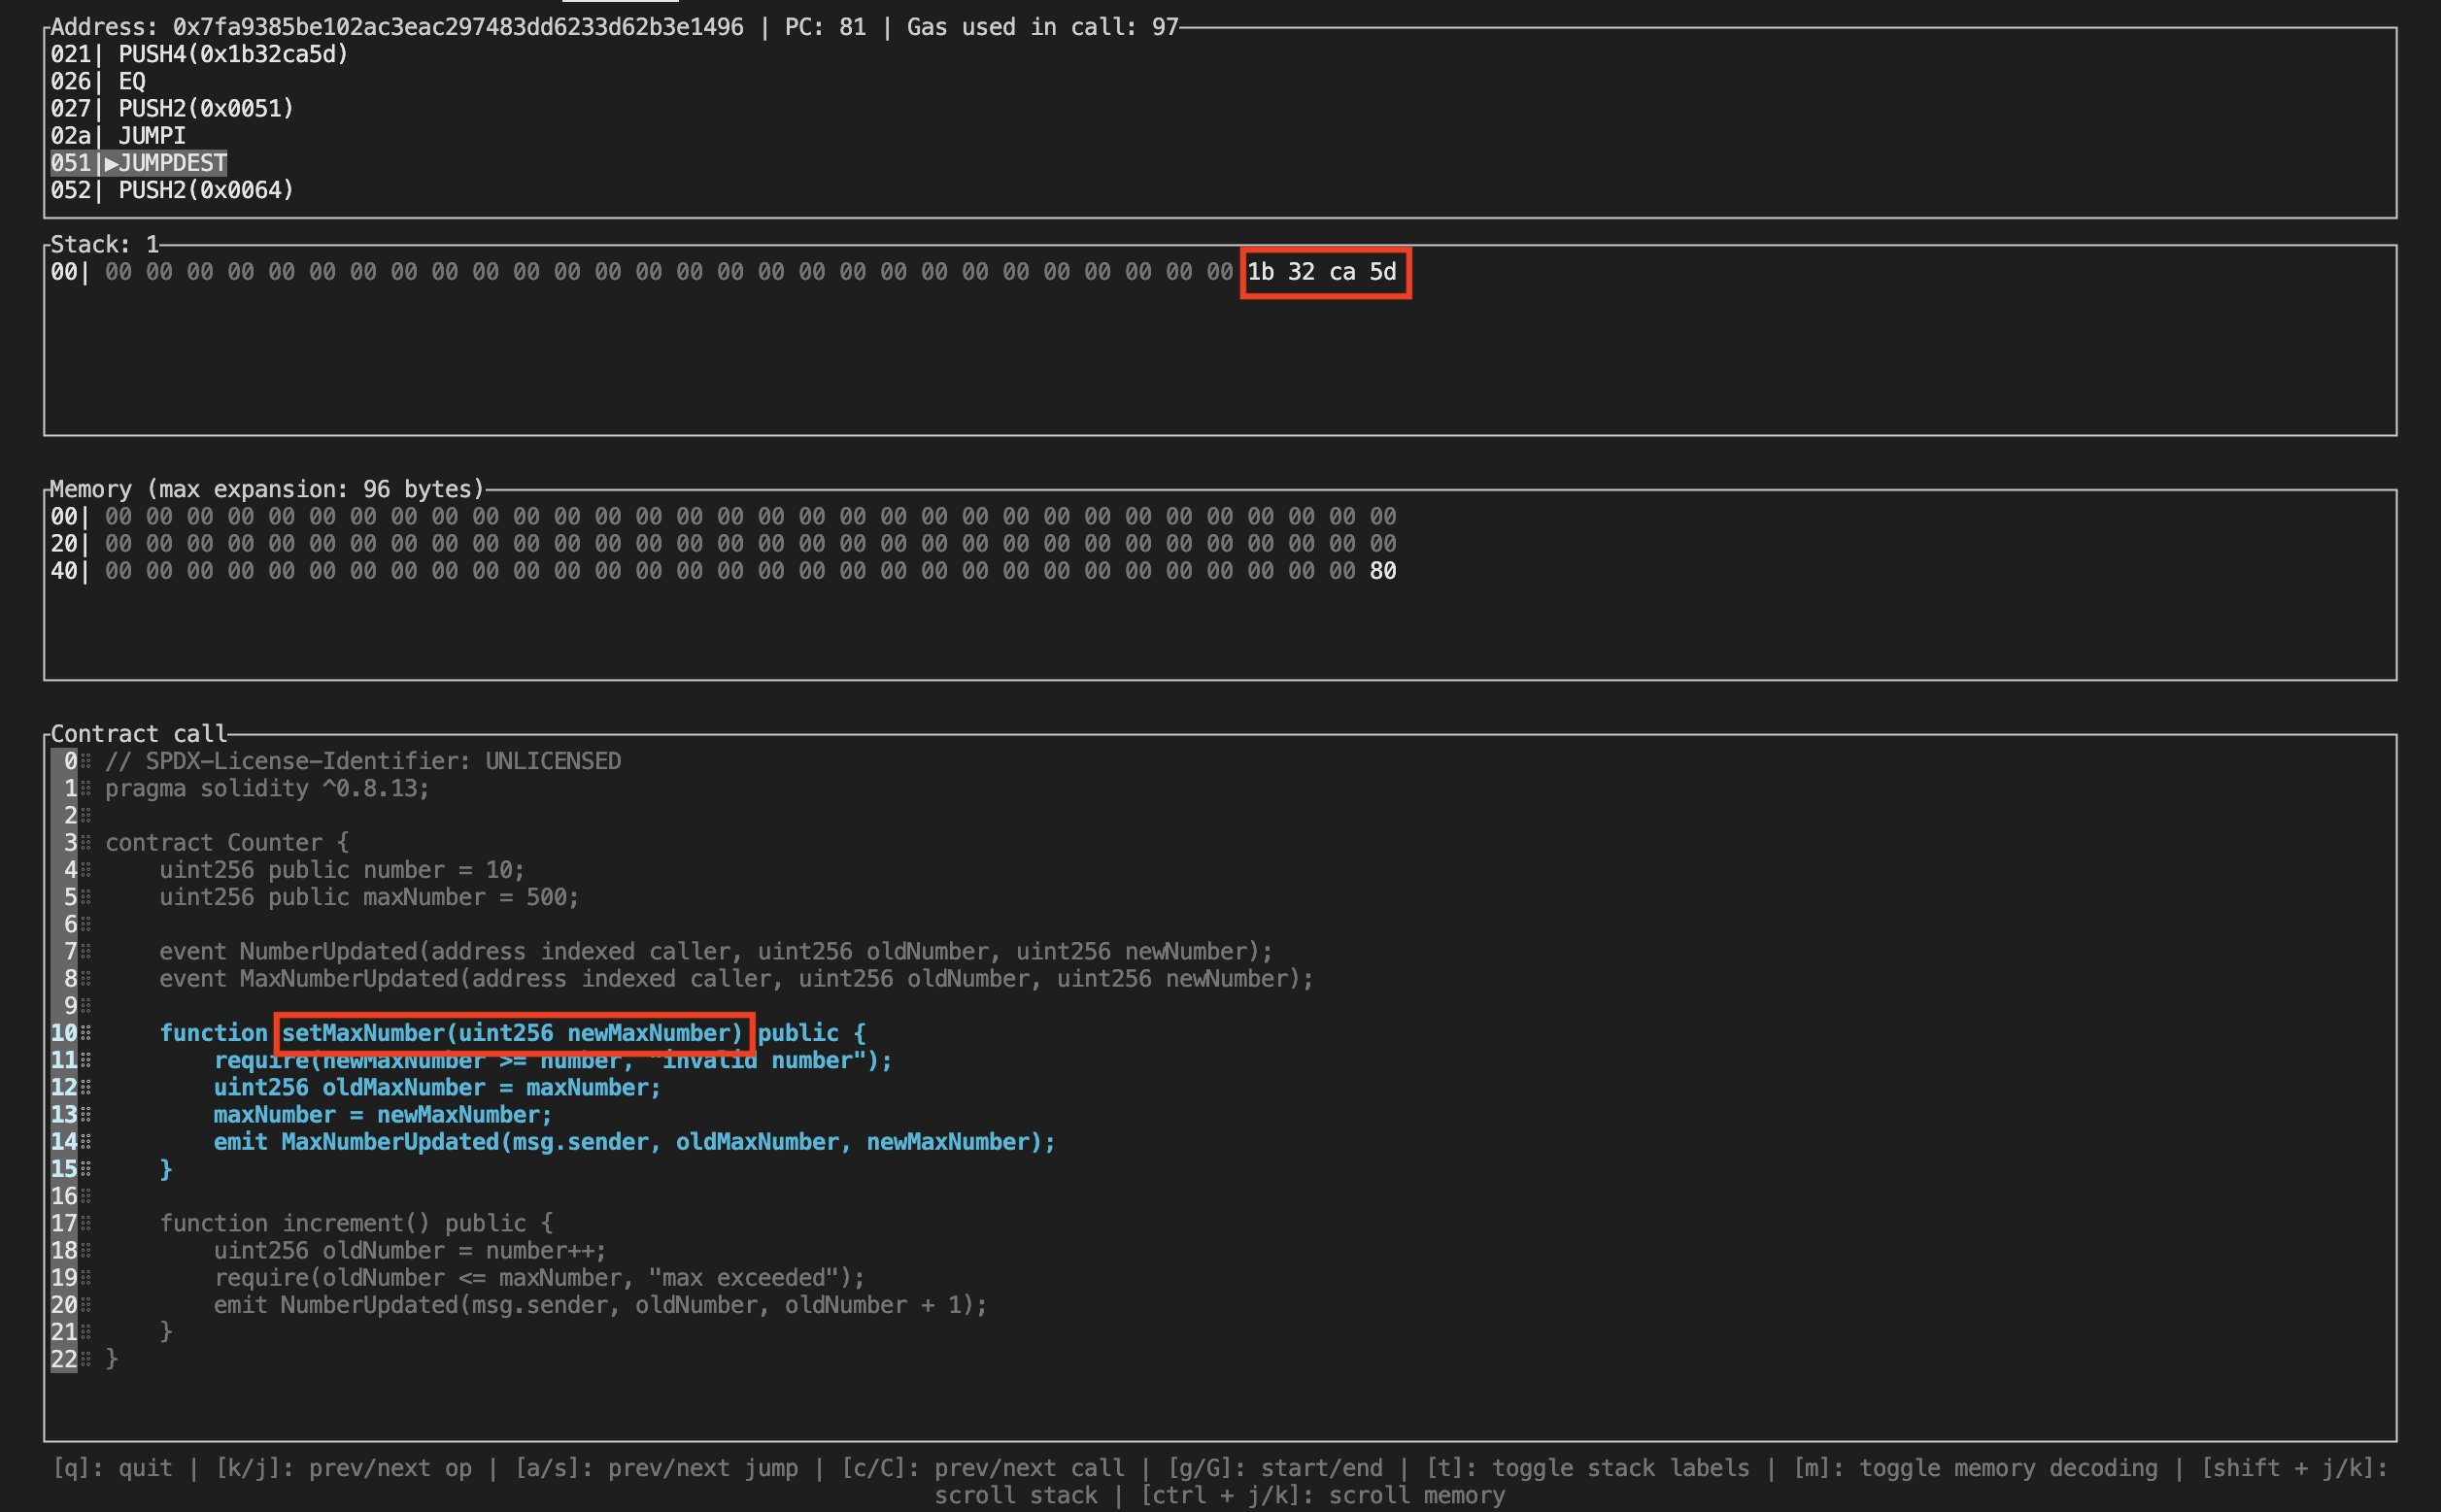 Address: 0x7fa9385be102ac3eac297483dd6233d62b3e1496 | PC: 81 | Gas used in call: 97
021| PUSH4(0x1b32ca5d)
026| EQ
027| PUSH2(0x0051)
02a| JUMPI
051|▶JUMPDEST
052| PUSH2(0x0064)
Stack: 1
00| 00 00 00 00 00 00 00 00 00 00 00 00 00 00 00 00 00 00 00 00 00 00 00 00 00 00 00 00 1b 32 ca 5d
Memory (max expansion: 96 bytes)
00| 00 00 00 00 00 00 00 00 00 00 00 00 00 00 00 00 00 00 00 00 00 00 00 00 00 00 00 00 00 00 00 00
20| 00 00 00 00 00 00 00 00 00 00 00 00 00 00 00 00 00 00 00 00 00 00 00 00 00 00 00 00 00 00 00 00
40| 00 00 00 00 00 00 00 00 00 00 00 00 00 00 00 00 00 00 00 00 00 00 00 00 00 00 00 00 00 00 00 80
Contract call
0 // SPDX-License-Identifier: UNLICENSED
1 pragma solidity ^0.8.13;
2
3 contract Counter {
4     uint256 public number = 10;
5     uint256 public maxNumber = 500;
6
7     event NumberUpdated(address indexed caller, uint256 oldNumber, uint256 newNumber);
8     event MaxNumberUpdated(address indexed caller, uint256 oldNumber, uint256 newNumber);
9
10     function setMaxNumber(uint256 newMaxNumber) public {
11         require(newMaxNumber >= number, "invalid number");
12         uint256 oldMaxNumber = maxNumber;
13         maxNumber = newMaxNumber;
14         emit MaxNumberUpdated(msg.sender, oldMaxNumber, newMaxNumber);
15     }
16
17     function increment() public {
18         uint256 oldNumber = number++;
19         require(oldNumber <= maxNumber, "max exceeded");
20         emit NumberUpdated(msg.sender, oldNumber, oldNumber + 1);
21     }
22 }
[q]: quit | [k/j]: prev/next op | [a/s]: prev/next jump | [c/C]: prev/next call | [g/G]: start/end | [t]: toggle stack labels | [m]: toggle memory decoding | [shift + j/k]:
scroll stack | [ctrl + j/k]: scroll memory